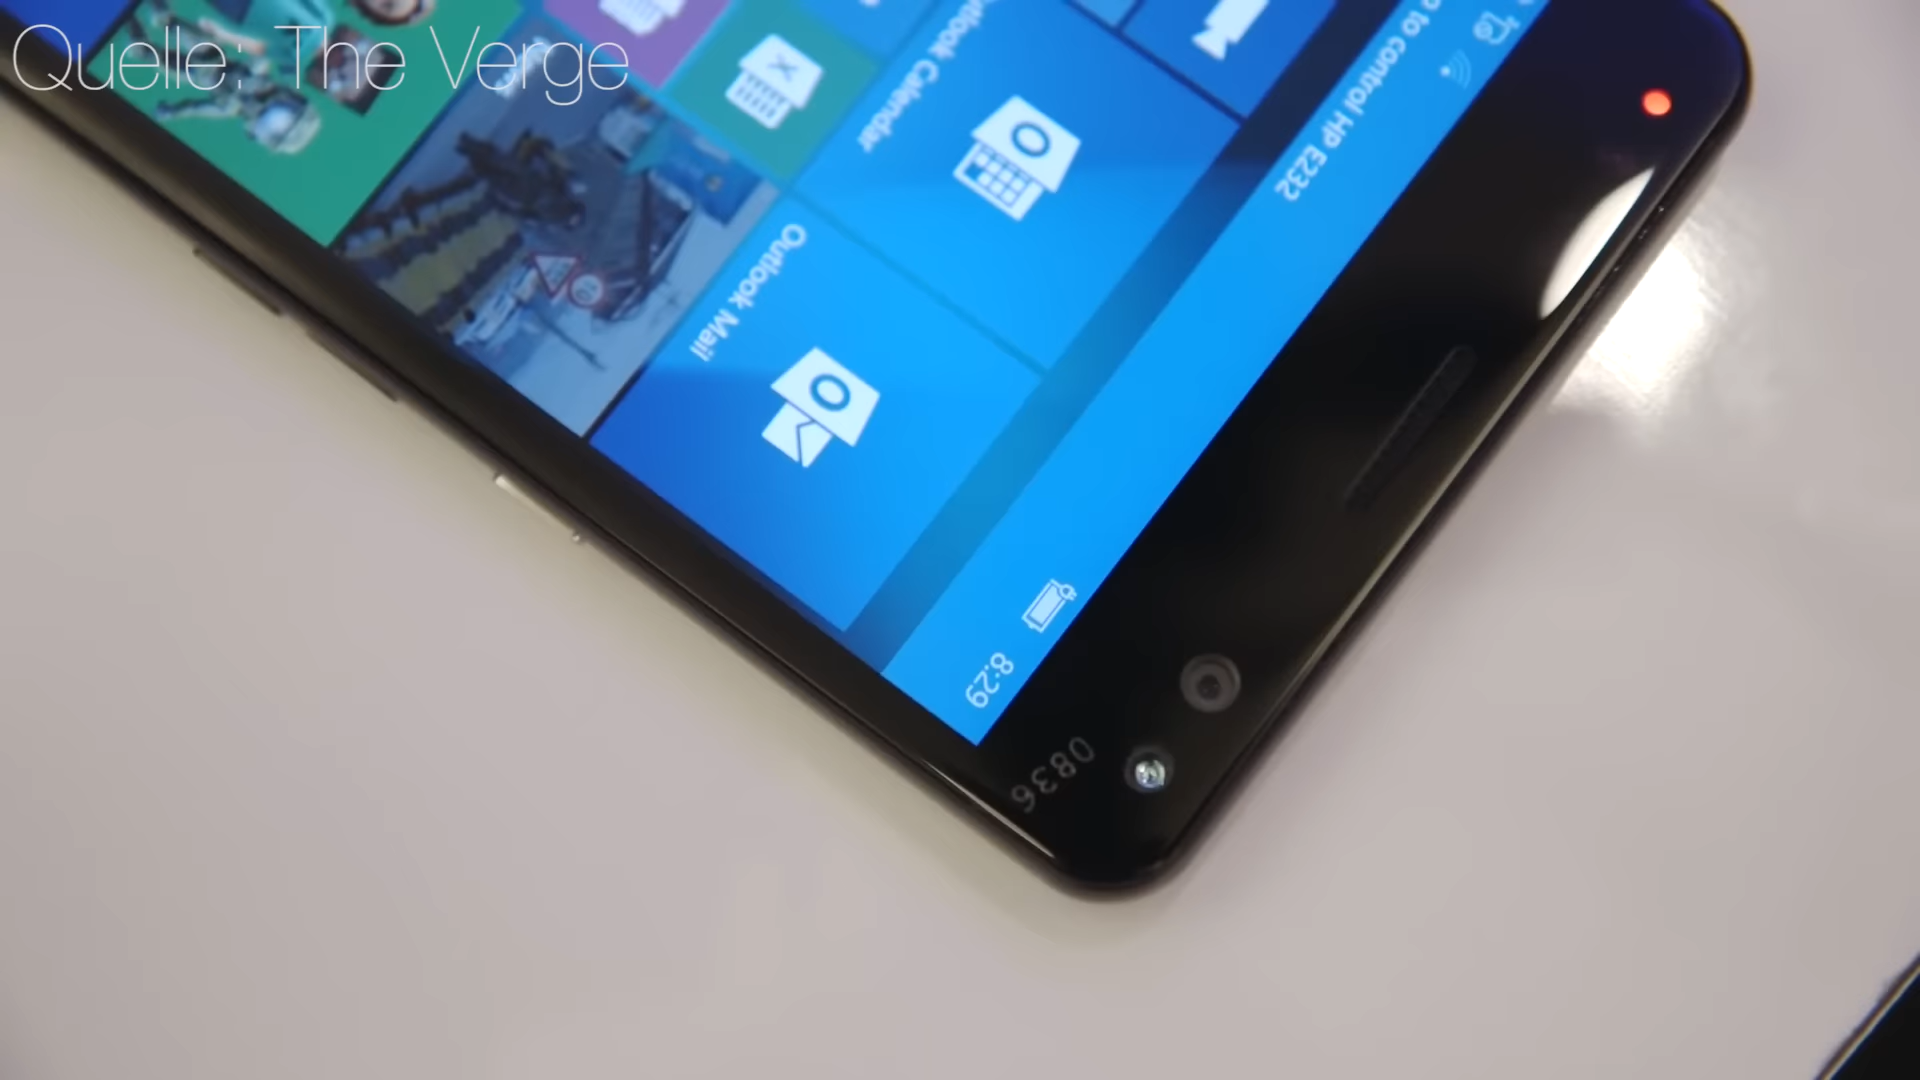 Quelle: The Verge
Outlook Calendar
to control HP E232
Outlook Mail
8:29
0836